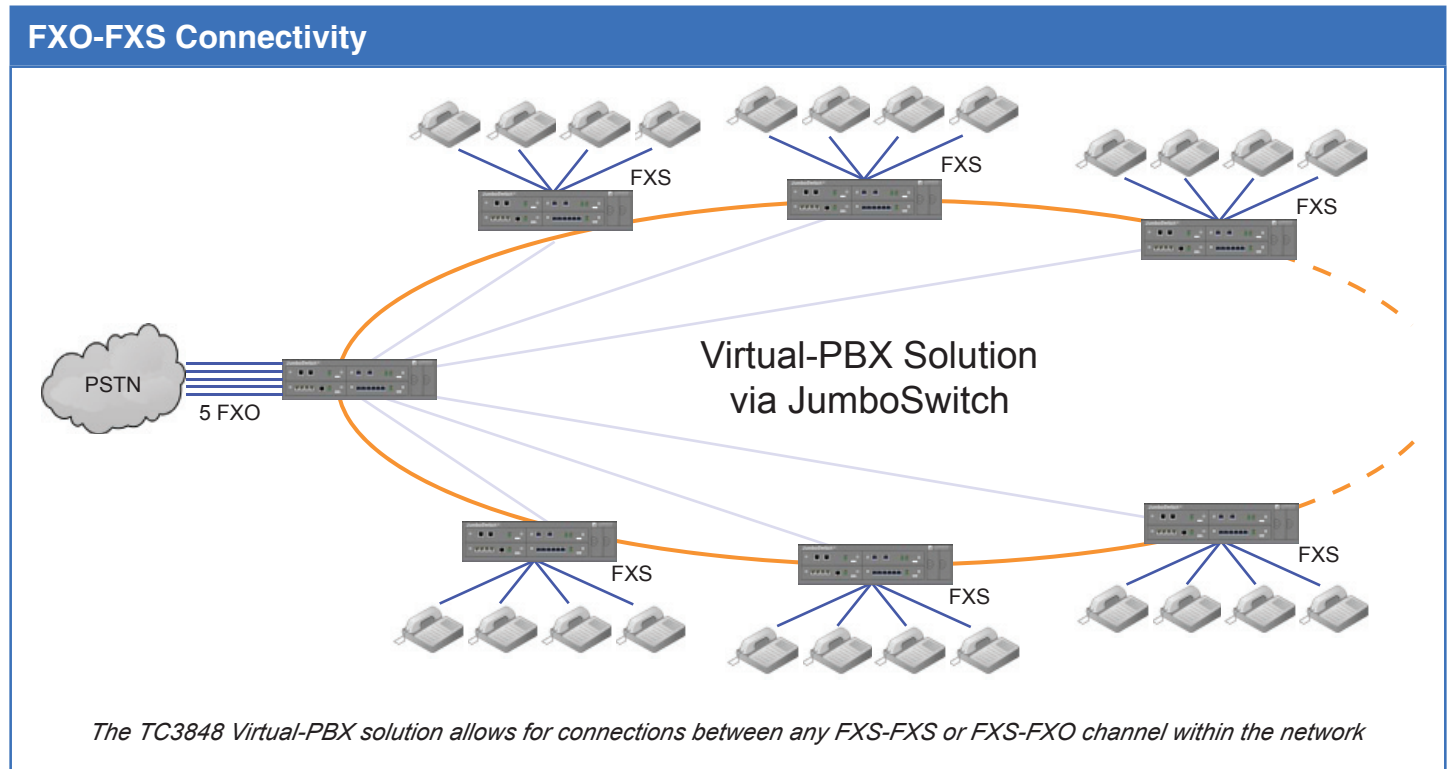 FXO-FXS Connectivity
FXS
FXS
FXS
PSTN
5 FXO
Virtual-PBX Solution
via JumboSwitch
FXS
FXS
FXS
The TC3848 Virtual-PBX solution allows for connections between any FXS-FXS or FXS-FXO channel within the network